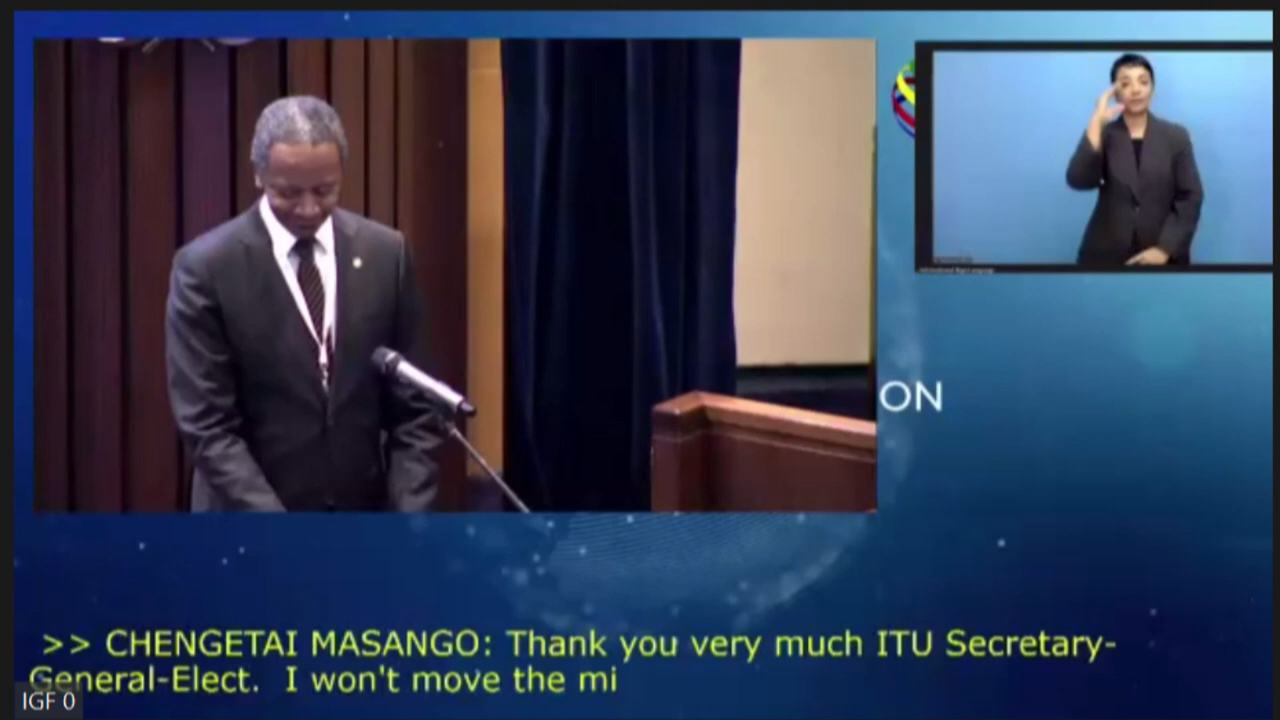 ON
>> CHENGETAI MASANGO: Thank you very much ITU Secretary-
General-Elect.  I won't move the mi
IGF 0